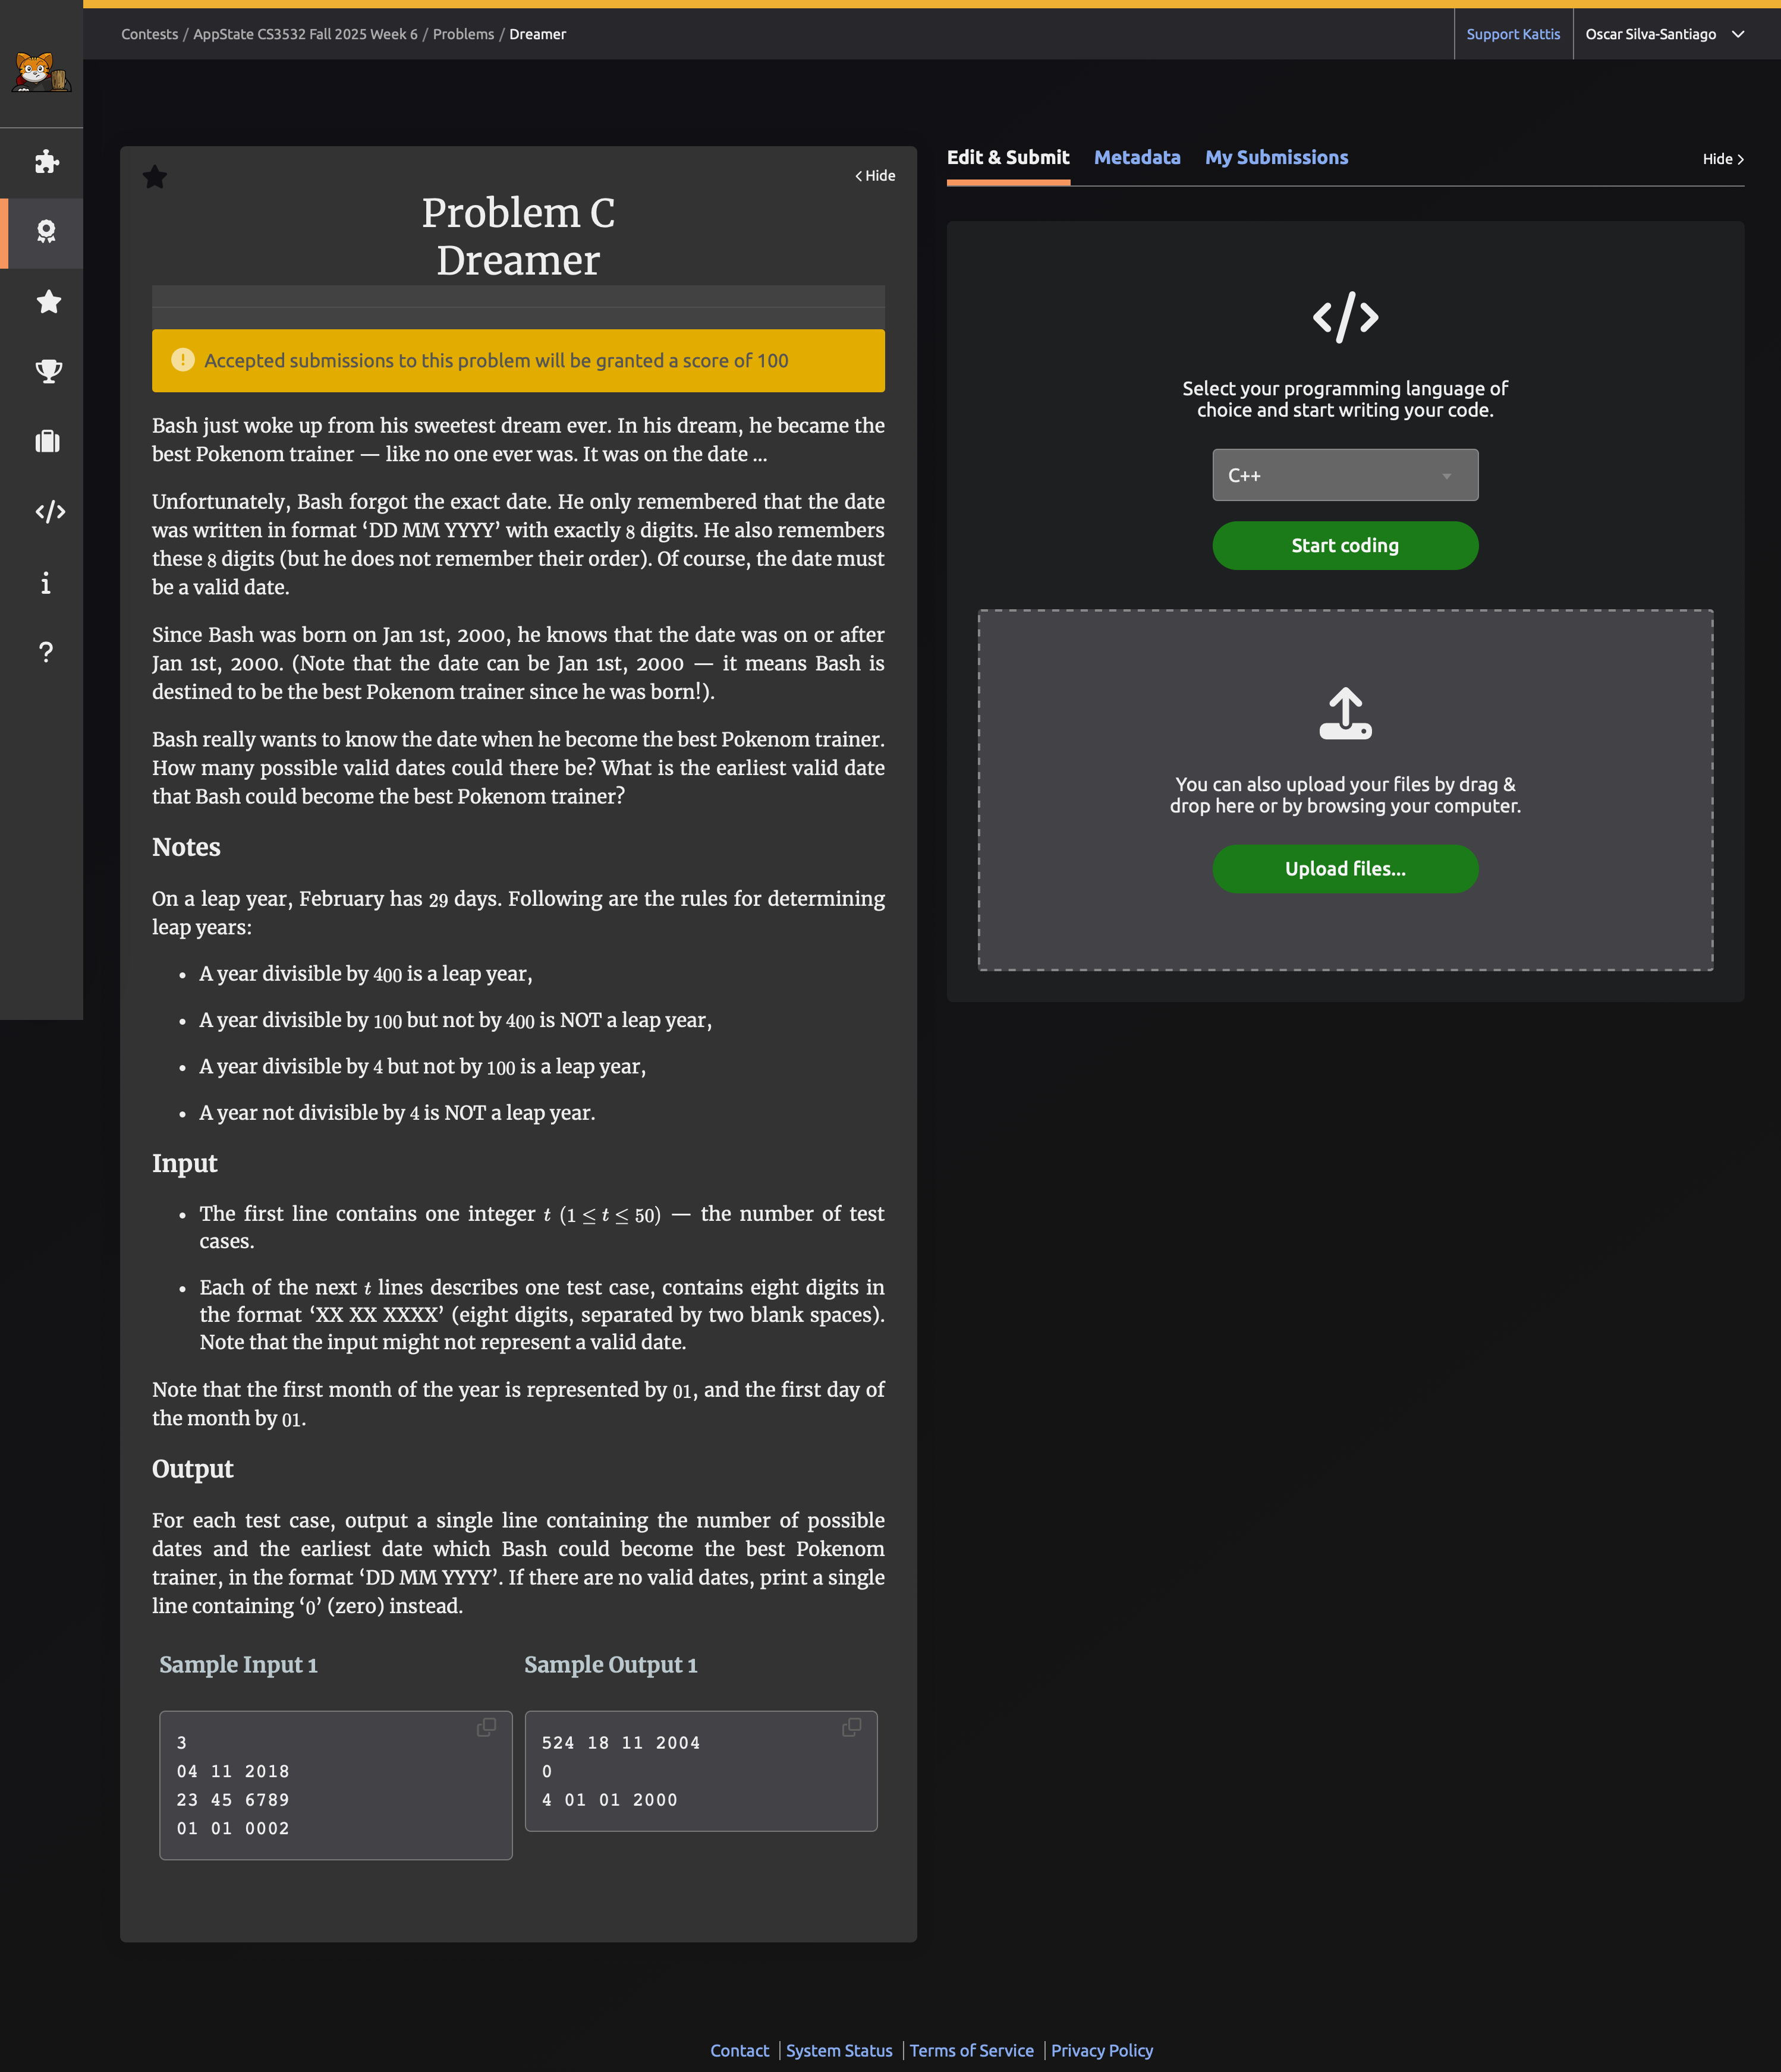 Contests / AppState CS3532 Fall 2025 Week 6 / Problems / Dreamer
Support Kattis
Oscar Silva-Santiago
Hide
Problem C
Dreamer
Accepted submissions to this problem will be granted a score of 100
Bash just woke up from his sweetest dream ever. In his dream, he became the
best Pokenom trainer — like no one ever was. It was on the date ...
Unfortunately, Bash forgot the exact date. He only remembered that the date
was written in format ‘DD MM YYYY’ with exactly 8 digits. He also remembers
these 8 digits (but he does not remember their order). Of course, the date must
be a valid date.
Since Bash was born on Jan 1st, 2000, he knows that the date was on or after
Jan 1st, 2000. (Note that the date can be Jan 1st, 2000 — it means Bash is
destined to be the best Pokenom trainer since he was born!).
Bash really wants to know the date when he become the best Pokenom trainer.
How many possible valid dates could there be? What is the earliest valid date
that Bash could become the best Pokenom trainer?
Notes
On a leap year, February has 29 days. Following are the rules for determining
leap years:
• A year divisible by 400 is a leap year,
• A year divisible by 100 but not by 400 is NOT a leap year,
• A year divisible by 4 but not by 100 is a leap year,
• A year not divisible by 4 is NOT a leap year.
Input
• The first line contains one integer t (1 ≤ t ≤ 50) — the number of test
cases.
• Each of the next t lines describes one test case, contains eight digits in
the format ‘XX XX XXXX’ (eight digits, separated by two blank spaces).
Note that the input might not represent a valid date.
Note that the first month of the year is represented by 01, and the first day of
the month by 01.
Output
For each test case, output a single line containing the number of possible
dates and the earliest date which Bash could become the best Pokenom
trainer, in the format ‘DD MM YYYY’. If there are no valid dates, print a single
line containing ‘0’ (zero) instead.
Sample Input 1
3
04 11 2018
23 45 6789
01 01 0002
Sample Output 1
524 18 11 2004
0
4 01 01 2000
Edit & Submit
Metadata
My Submissions
Hide
Select your programming language of
choice and start writing your code.
C++
Start coding
You can also upload your files by drag &
drop here or by browsing your computer.
Upload files...
Contact
System Status
Terms of Service
Privacy Policy